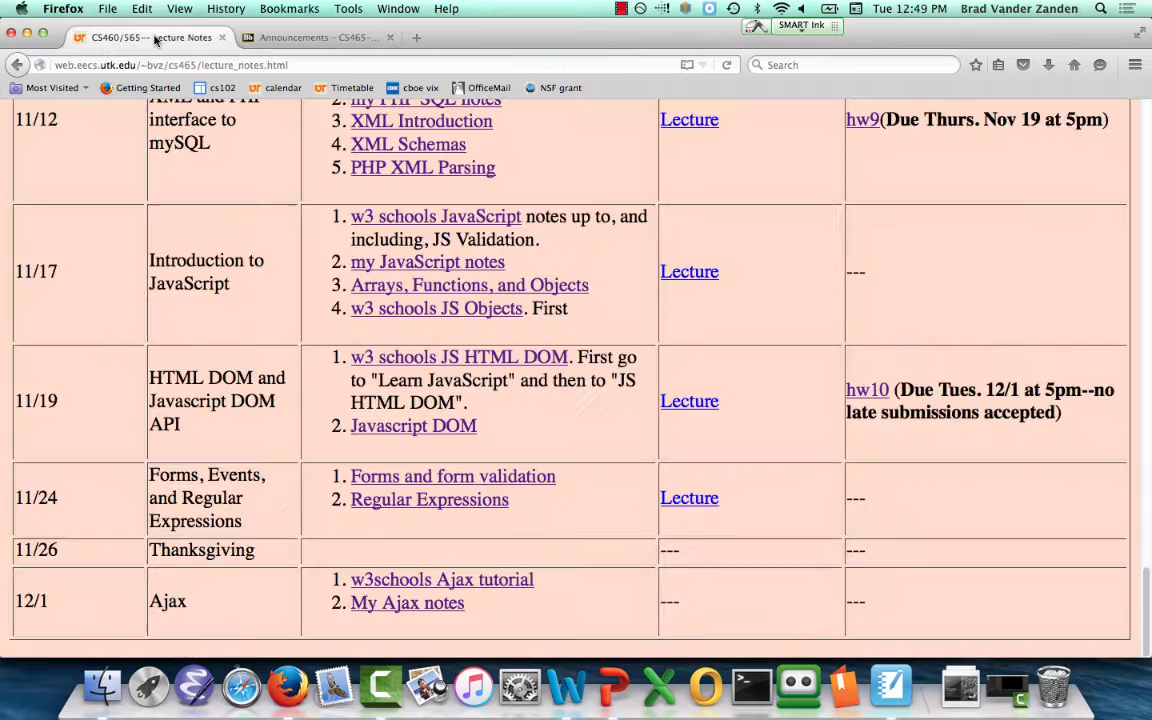 Firefox File Edit View History Bookmarks Tools Window Help Tue 12:49 PM Brad Vander Zanden
CS460/565-- Lecture Notes Announcements – CS465-...
SMART Ink
web.eecs.utk.edu/~bvz/cs465/lecture_notes.html Search
Most Visited Getting Started cs102 calendar Timetable cboe vix OfficeMail NSF grant
XML and PHP
interface to
mySQL
11/12
2. my PHP SQL notes
3. XML Introduction
4. XML Schemas
5. PHP XML Parsing
Lecture
hw9(Due Thurs. Nov 19 at 5pm)
11/17
Introduction to
JavaScript
1. w3 schools JavaScript notes up to, and
including, JS Validation.
2. my JavaScript notes
3. Arrays, Functions, and Objects
4. w3 schools JS Objects. First
Lecture
---
11/19
HTML DOM and
Javascript DOM
API
1. w3 schools JS HTML DOM. First go
to "Learn JavaScript" and then to "JS
HTML DOM".
2. Javascript DOM
Lecture
hw10 (Due Tues. 12/1 at 5pm--no
late submissions accepted)
11/24
Forms, Events,
and Regular
Expressions
1. Forms and form validation
2. Regular Expressions
Lecture
---
11/26
Thanksgiving
---
---
12/1
Ajax
1. w3schools Ajax tutorial
2. My Ajax notes
---
---